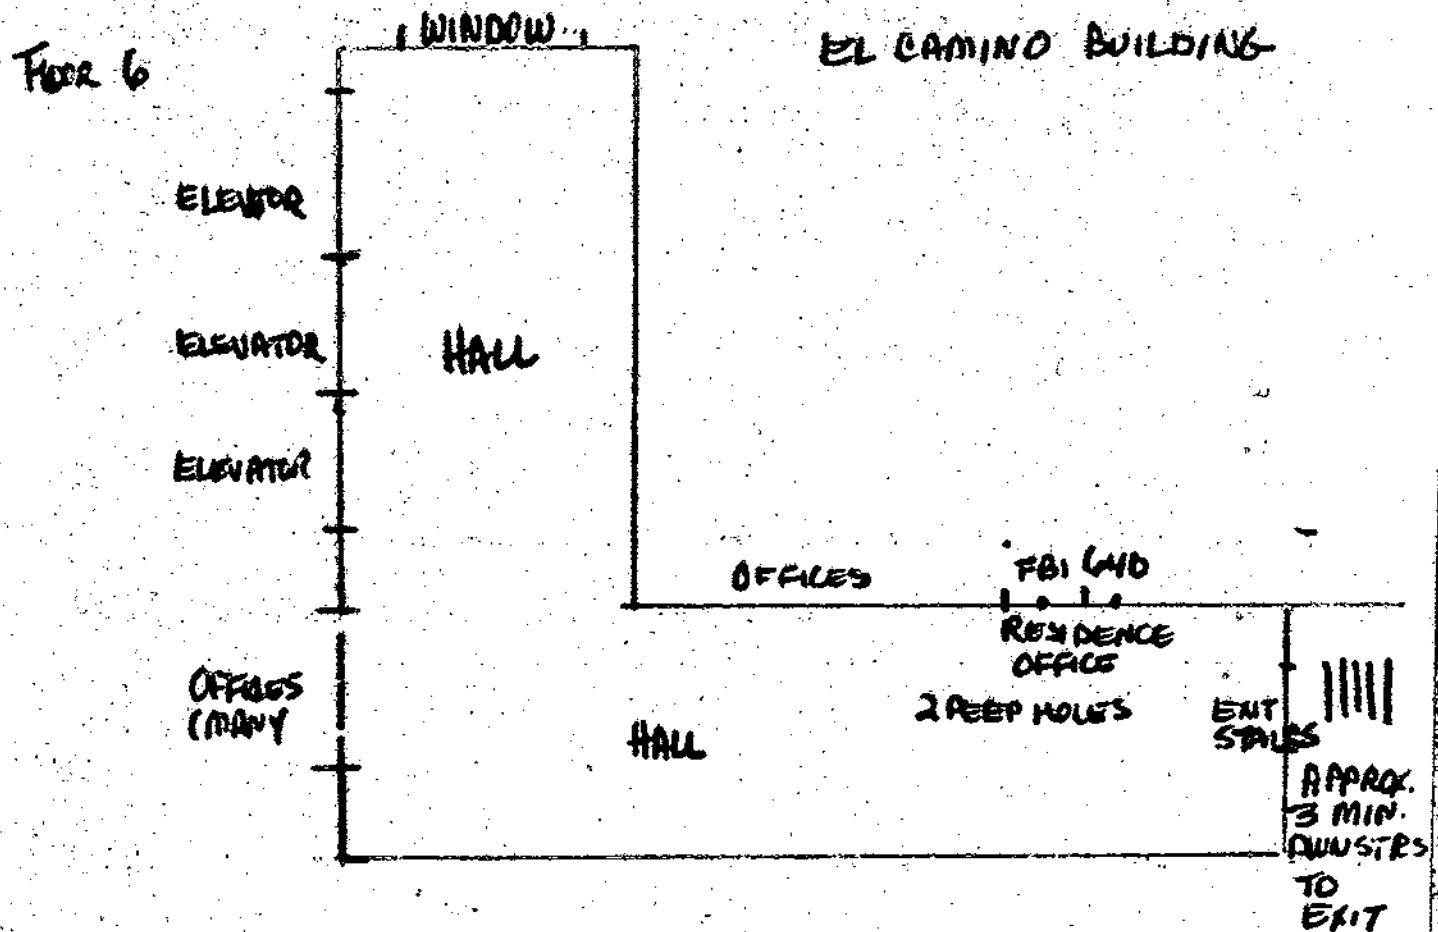 WINDOW
EL CAMINO BUILDING
FLOOR 6
ELEVATOR
ELEVATOR
HALL
ELEVATOR
OFFICES
FBI 640
RESIDENCE
OFFICE
OFFICES
(MANY
2 PEEP HOLES
EXIT
STAIRS
HALL
APPROX.
3 MIN.
DWNSTRS
TO
EXIT